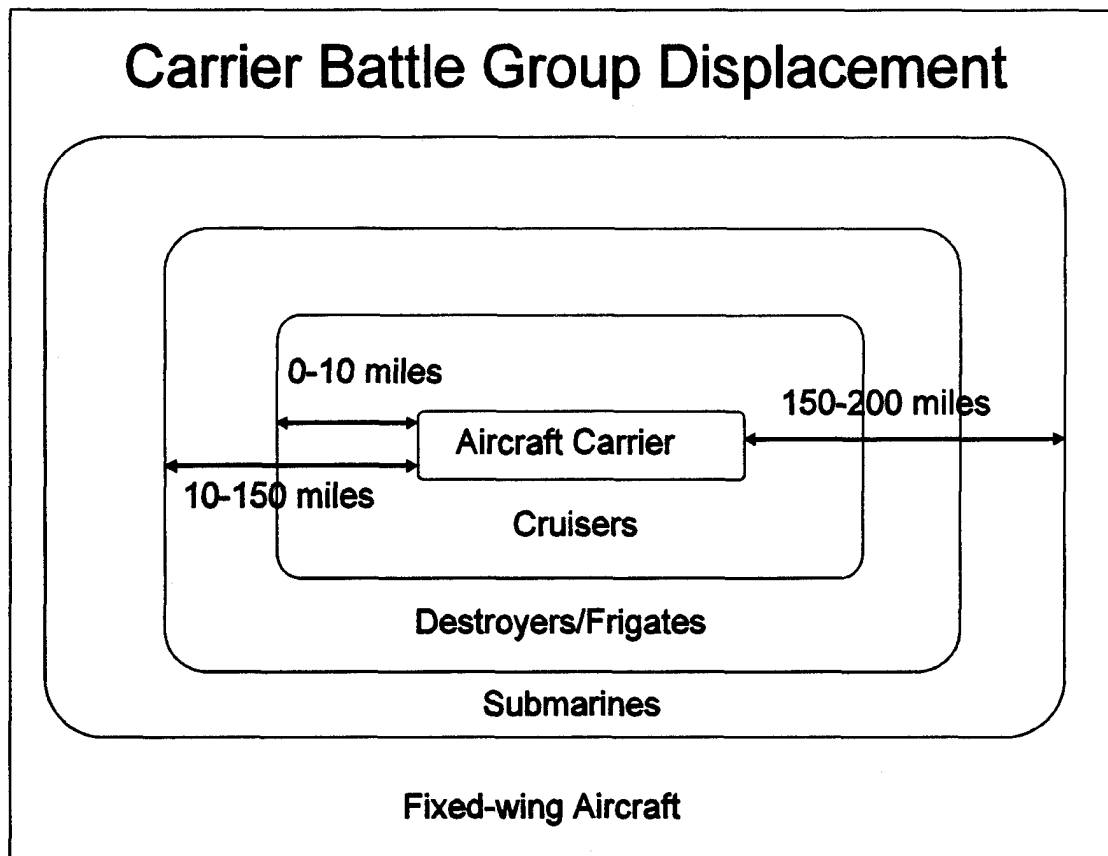 Carrier Battle Group Displacement
0-10 miles
150-200 miles
Aircraft Carrier
10-150 miles
Cruisers
Destroyers/Frigates
Submarines
Fixed-wing Aircraft